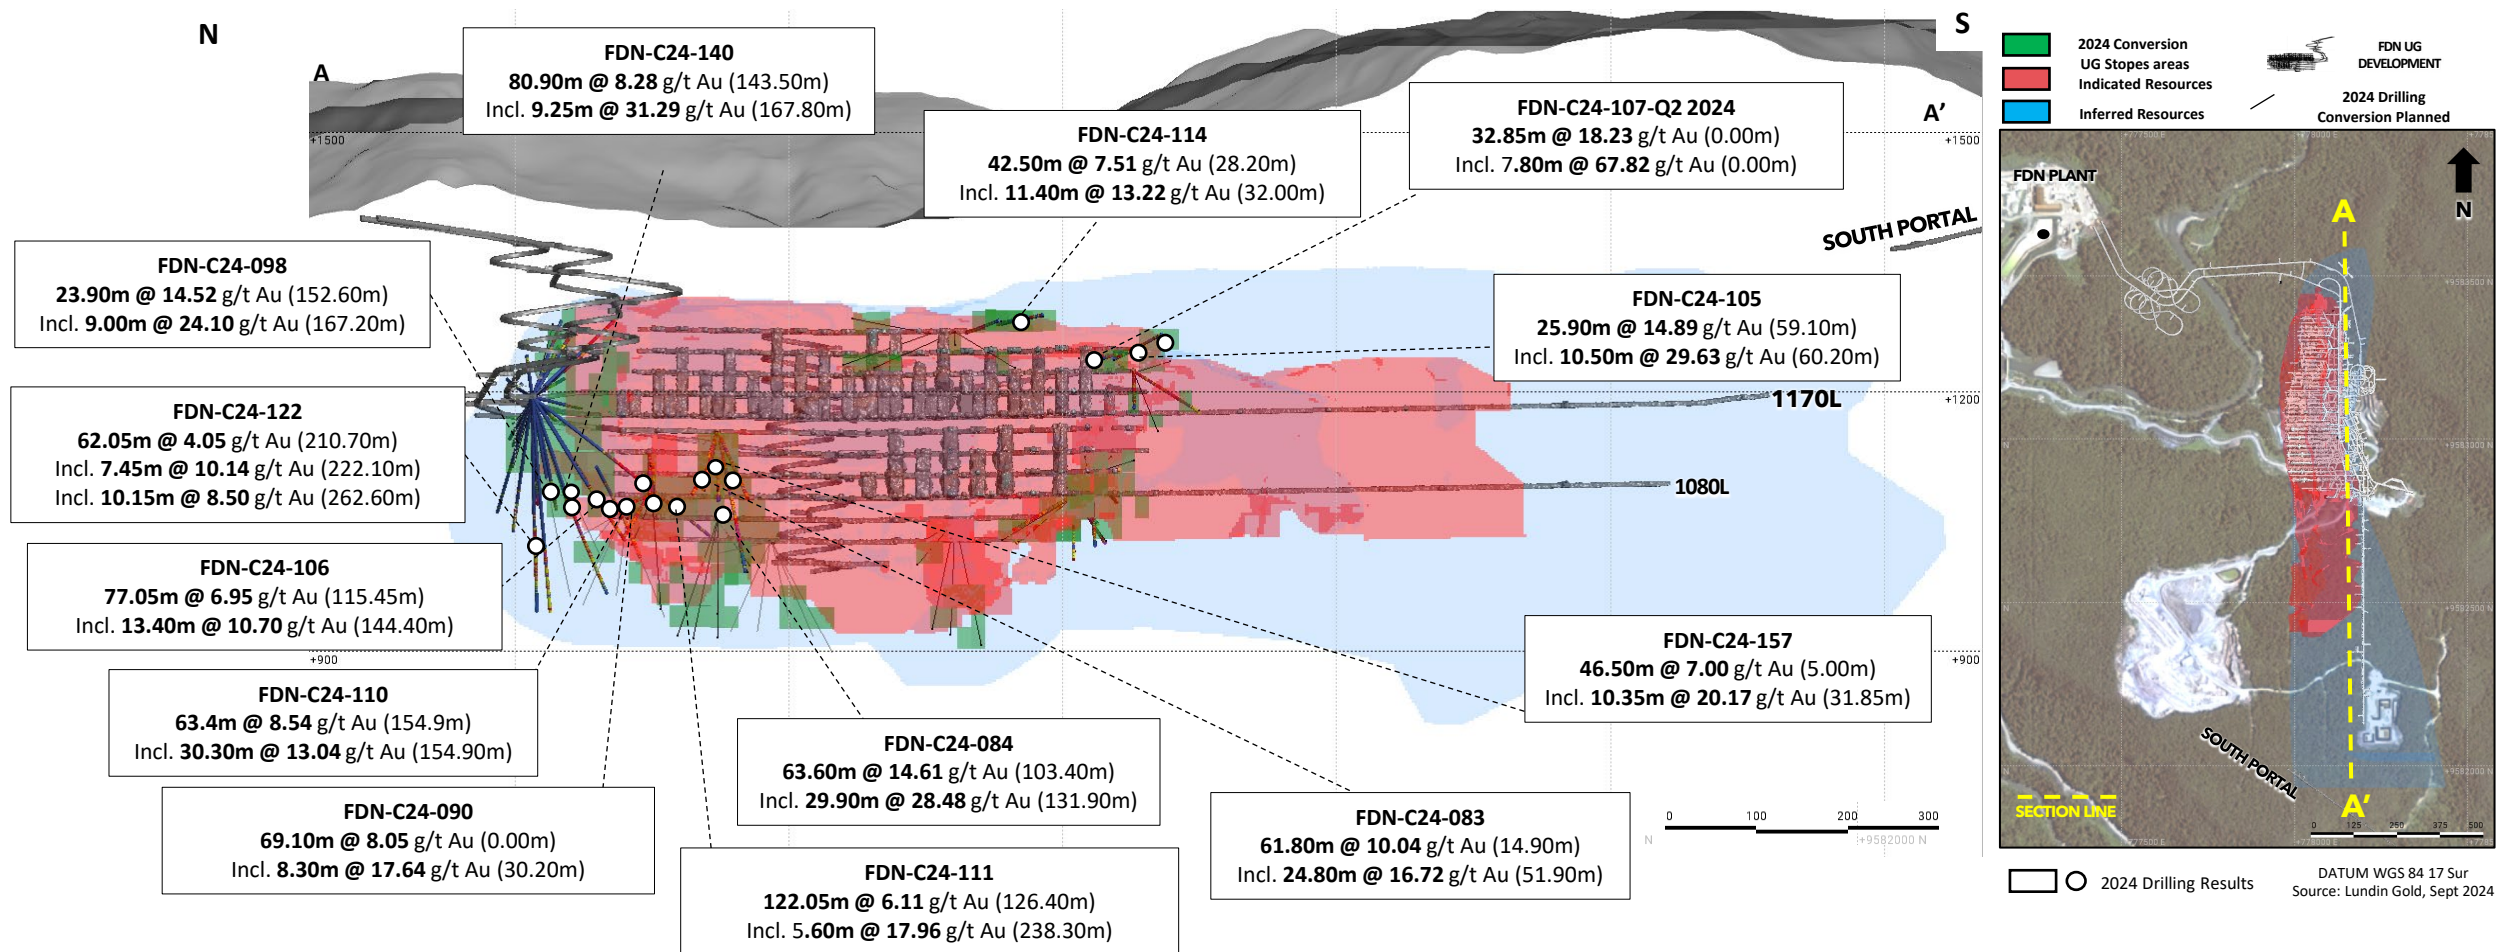 N
S
A
A'
FDN-C24-140
80.90m @ 8.28 g/t Au (143.50m)
Incl. 9.25m @ 31.29 g/t Au (167.80m)
FDN-C24-114
42.50m @ 7.51 g/t Au (28.20m)
Incl. 11.40m @ 13.22 g/t Au (32.00m)
FDN-C24-107-Q2 2024
32.85m @ 18.23 g/t Au (0.00m)
Incl. 7.80m @ 67.82 g/t Au (0.00m)
+1500
+1500
SOUTH PORTAL
FDN-C24-098
23.90m @ 14.52 g/t Au (152.60m)
Incl. 9.00m @ 24.10 g/t Au (167.20m)
FDN-C24-105
25.90m @ 14.89 g/t Au (59.10m)
Incl. 10.50m @ 29.63 g/t Au (60.20m)
+1200
1170L
1080L
FDN-C24-122
62.05m @ 4.05 g/t Au (210.70m)
Incl. 7.45m @ 10.14 g/t Au (222.10m)
Incl. 10.15m @ 8.50 g/t Au (262.60m)
FDN-C24-106
77.05m @ 6.95 g/t Au (115.45m)
Incl. 13.40m @ 10.70 g/t Au (144.40m)
+900
+900
FDN-C24-157
46.50m @ 7.00 g/t Au (5.00m)
Incl. 10.35m @ 20.17 g/t Au (31.85m)
FDN-C24-110
63.4m @ 8.54 g/t Au (154.9m)
Incl. 30.30m @ 13.04 g/t Au (154.90m)
FDN-C24-084
63.60m @ 14.61 g/t Au (103.40m)
Incl. 29.90m @ 28.48 g/t Au (131.90m)
FDN-C24-090
69.10m @ 8.05 g/t Au (0.00m)
Incl. 8.30m @ 17.64 g/t Au (30.20m)
FDN-C24-083
61.80m @ 10.04 g/t Au (14.90m)
Incl. 24.80m @ 16.72 g/t Au (51.90m)
FDN-C24-111
122.05m @ 6.11 g/t Au (126.40m)
Incl. 5.60m @ 17.96 g/t Au (238.30m)
0 100 200 300
N
+9582000 N
2024 Conversion
UG Stopes areas
Indicated Resources
Inferred Resources
FDN UG
DEVELOPMENT
2024 Drilling
Conversion Planned
+777500 E
+778000 E
FDN PLANT
A
N
+9583500 N
+9583000 N
+9582500 N
+9582000 N
SOUTH PORTAL
SECTION LINE
A'
0 125 250 375 500
+777500 E
+778000 E
2024 Drilling Results
DATUM WGS 84 17 Sur
Source: Lundin Gold, Sept 2024